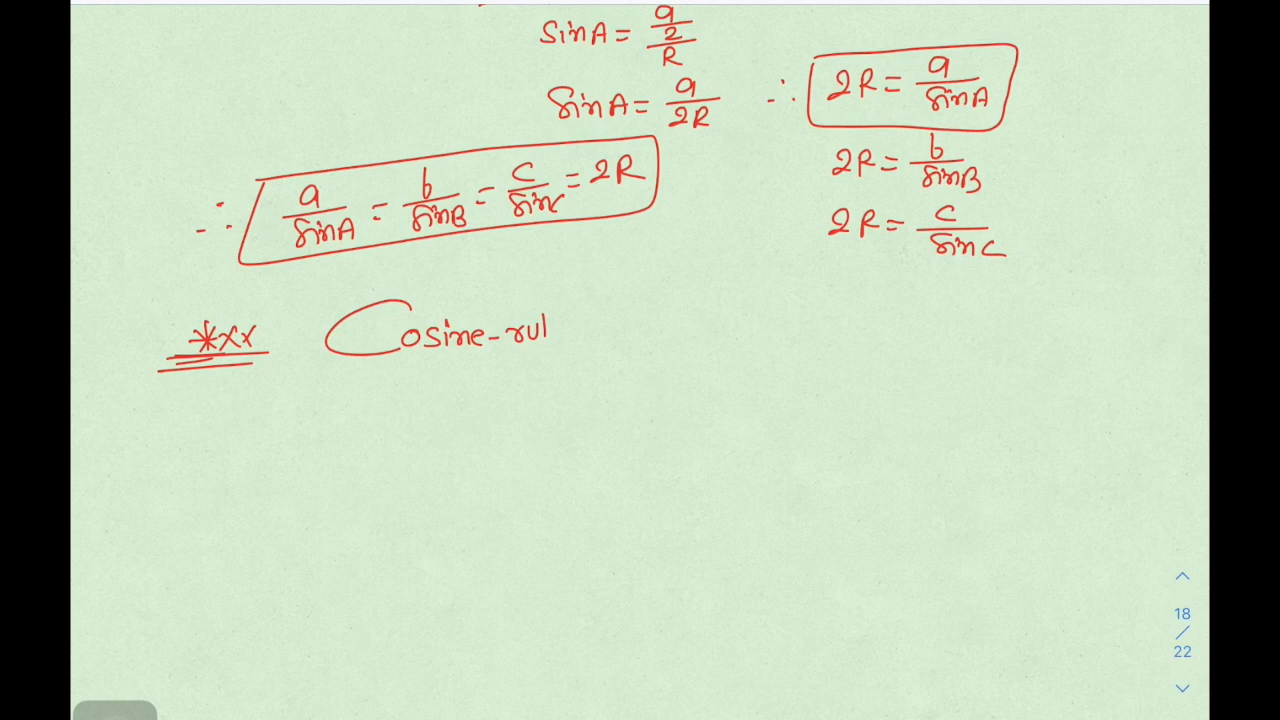 SinA = a/2/R
SinA = a/2R
∴ 2R = a/SinA
2R = b/SinB
2R = c/SinC
∴ a/SinA = b/SinB = c/SinC = 2R
*xx Cosine-rul
18
/
22